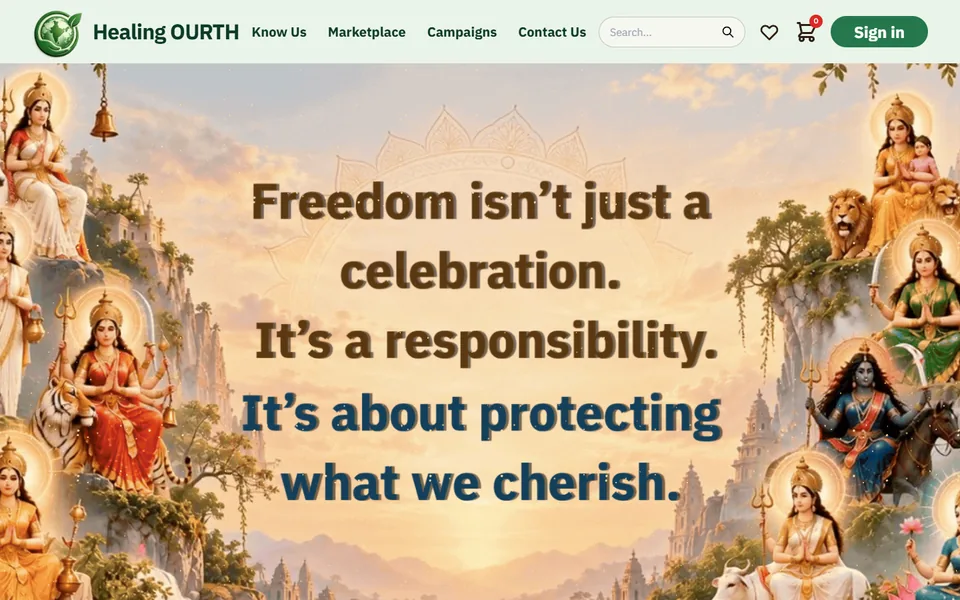 Healing OURTH
Know Us
Marketplace
Campaigns
Contact Us
Search...
0
Sign in
Freedom isn’t just a
celebration.
It’s a responsibility.
It’s about protecting
what we cherish.